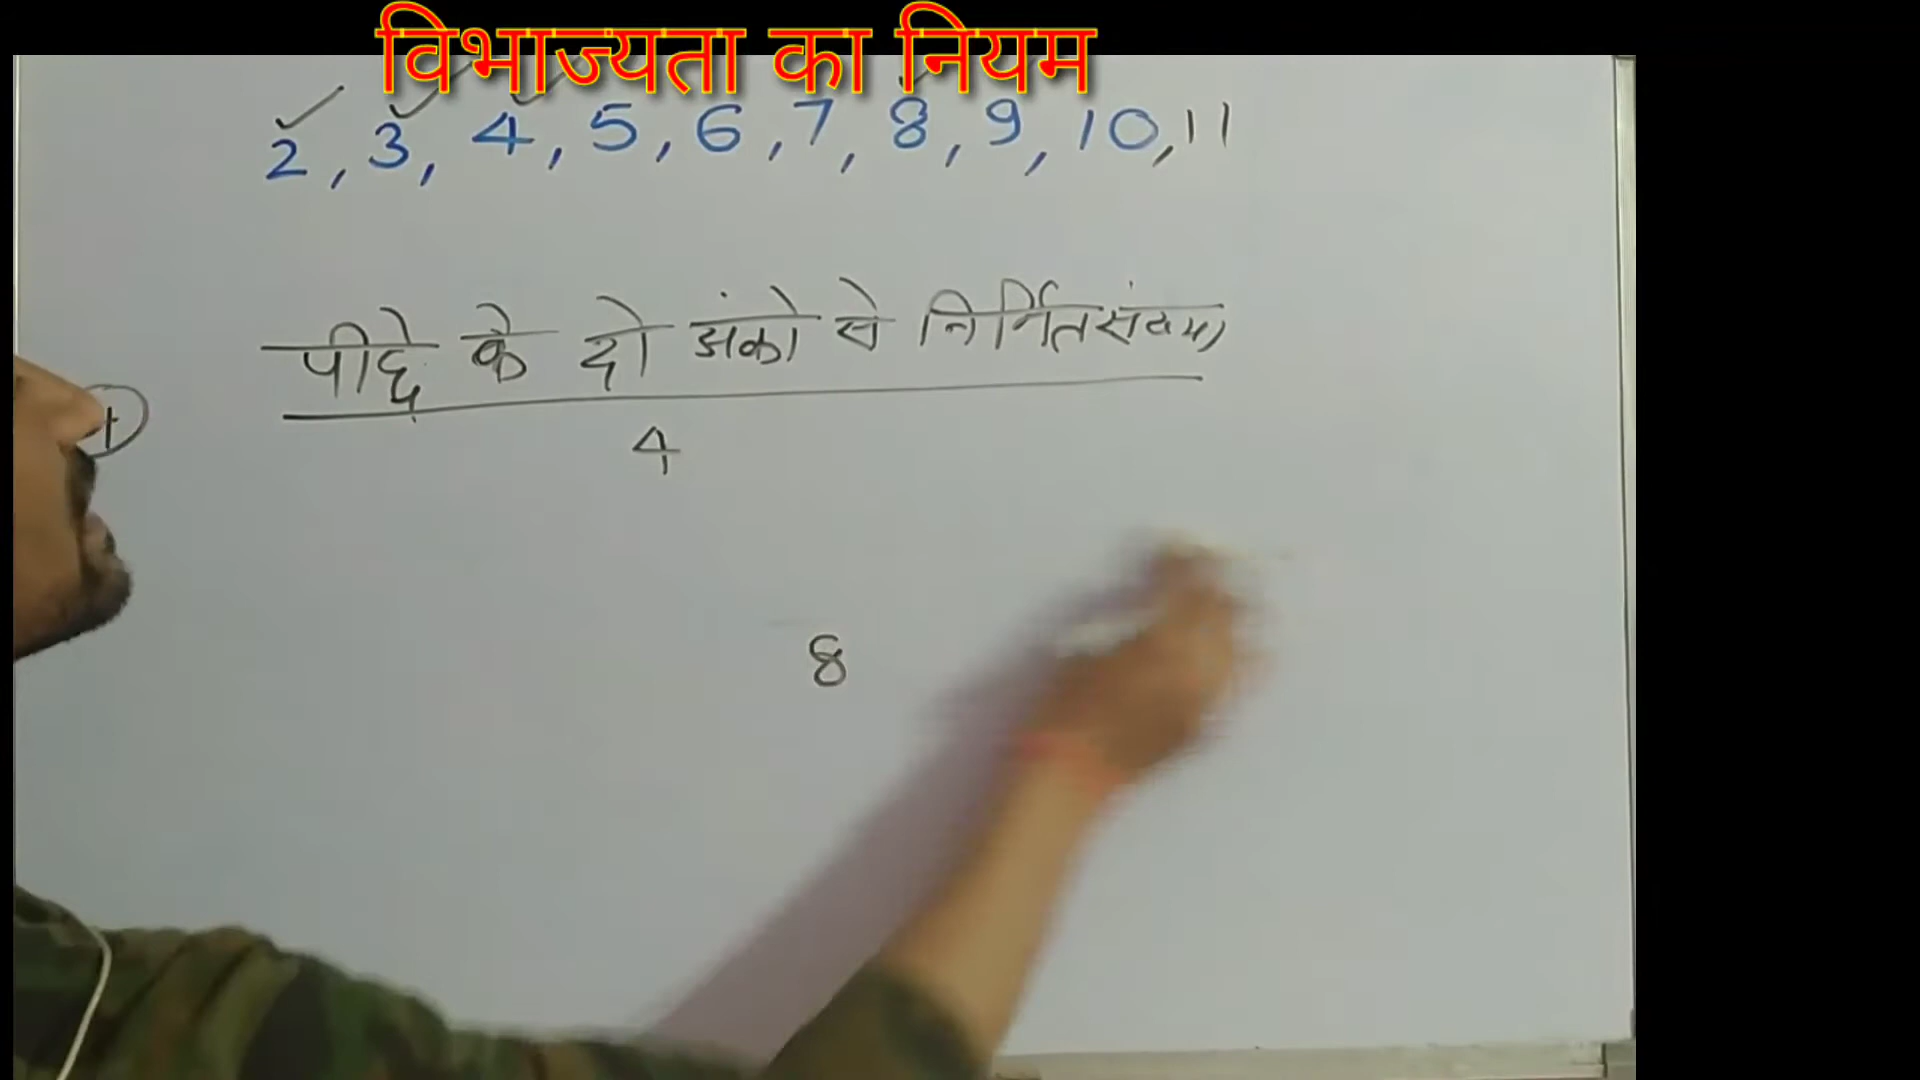 विभाज्यता का नियम
2, 3, 4, 5, 6, 7, 8, 9, 10, 11
पीछे के दो अंको से निर्मित संख्या
4
8